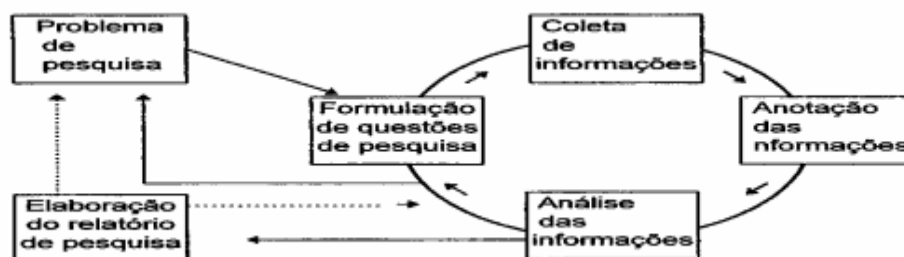 Problema
de
pesquisa
Coleta
de
informações
Formulação
de questões
de pesquisa
Anotação
das
nformações
Análise
das
informações
Elaboração
do relatório
de pesquisa